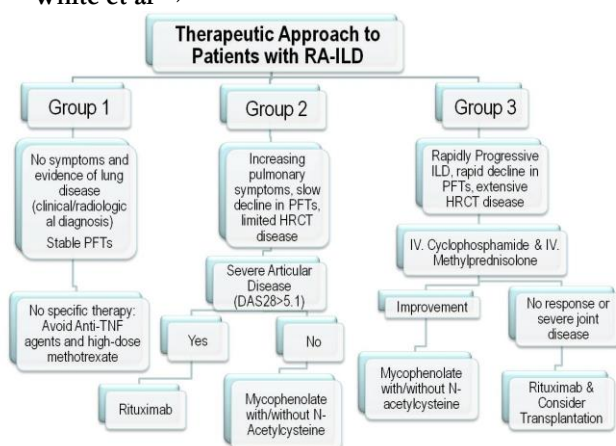 white et al
Therapeutic Approach to
Patients with RA-ILD
Group 1
Group 2
Group 3
No symptoms and
evidence of lung
disease
(clinical/radiologi
cal diagnosis)
Stable PFTs
Increasing
pulmonary
symptoms, slow
decline in PFTs,
limited HRCT
disease
Rapidly Progressive
ILD, rapid decline in
PFTs, extensive
HRCT disease
No specific therapy:
Avoid Anti-TNF
agents and high-dose
methotrexate
Severe Articular
Disease
(DAS28>5.1)
Yes
No
Rituximab
Mycophenolate
with/without N-
Acetylcysteine
IV. Cyclophosphamide & IV.
Methylprednisolone
Improvement
No response or
severe joint
disease
Mycophenolate
with/without N-
acetylcysteine
Rituximab &
Consider
Transplantation